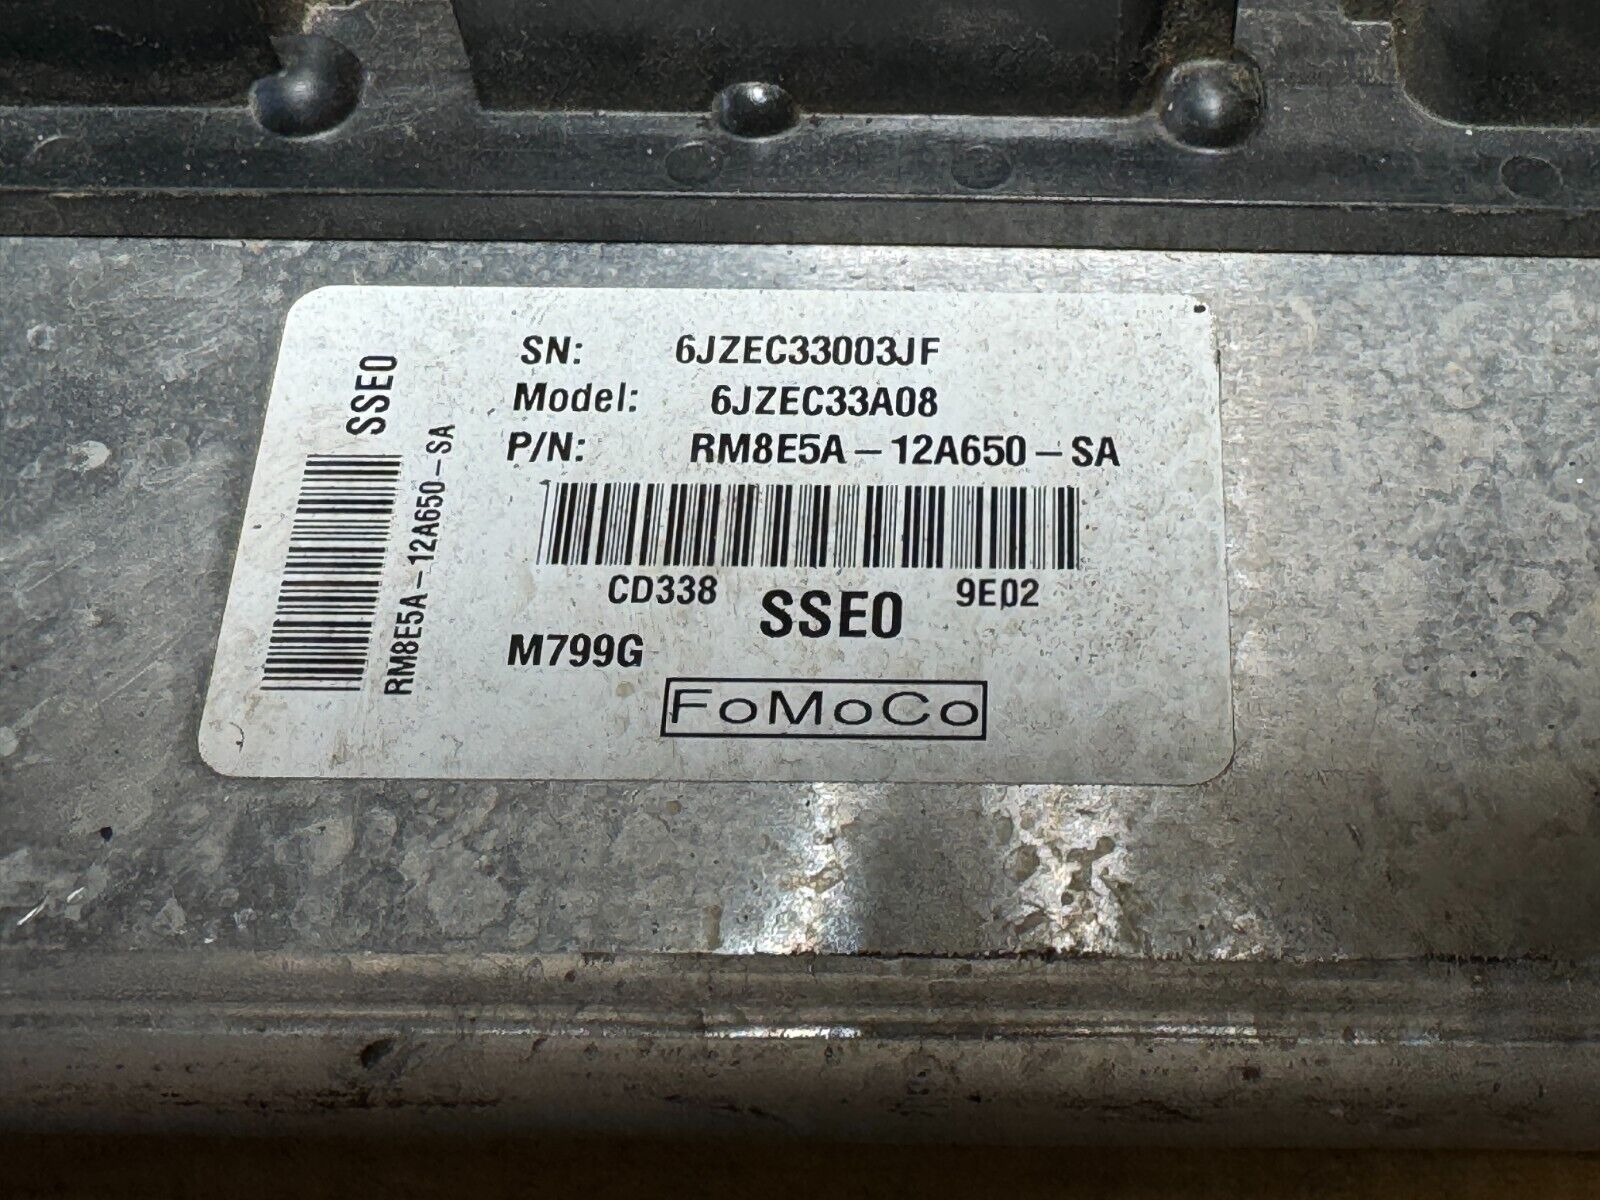 SSE0
RM8E5A-12A650-SA
SN: 6JZEC33003JF
Model: 6JZEC33A08
P/N: RM8E5A-12A650-SA
CD338 SSE0 9E02
M799G
FoMoCo